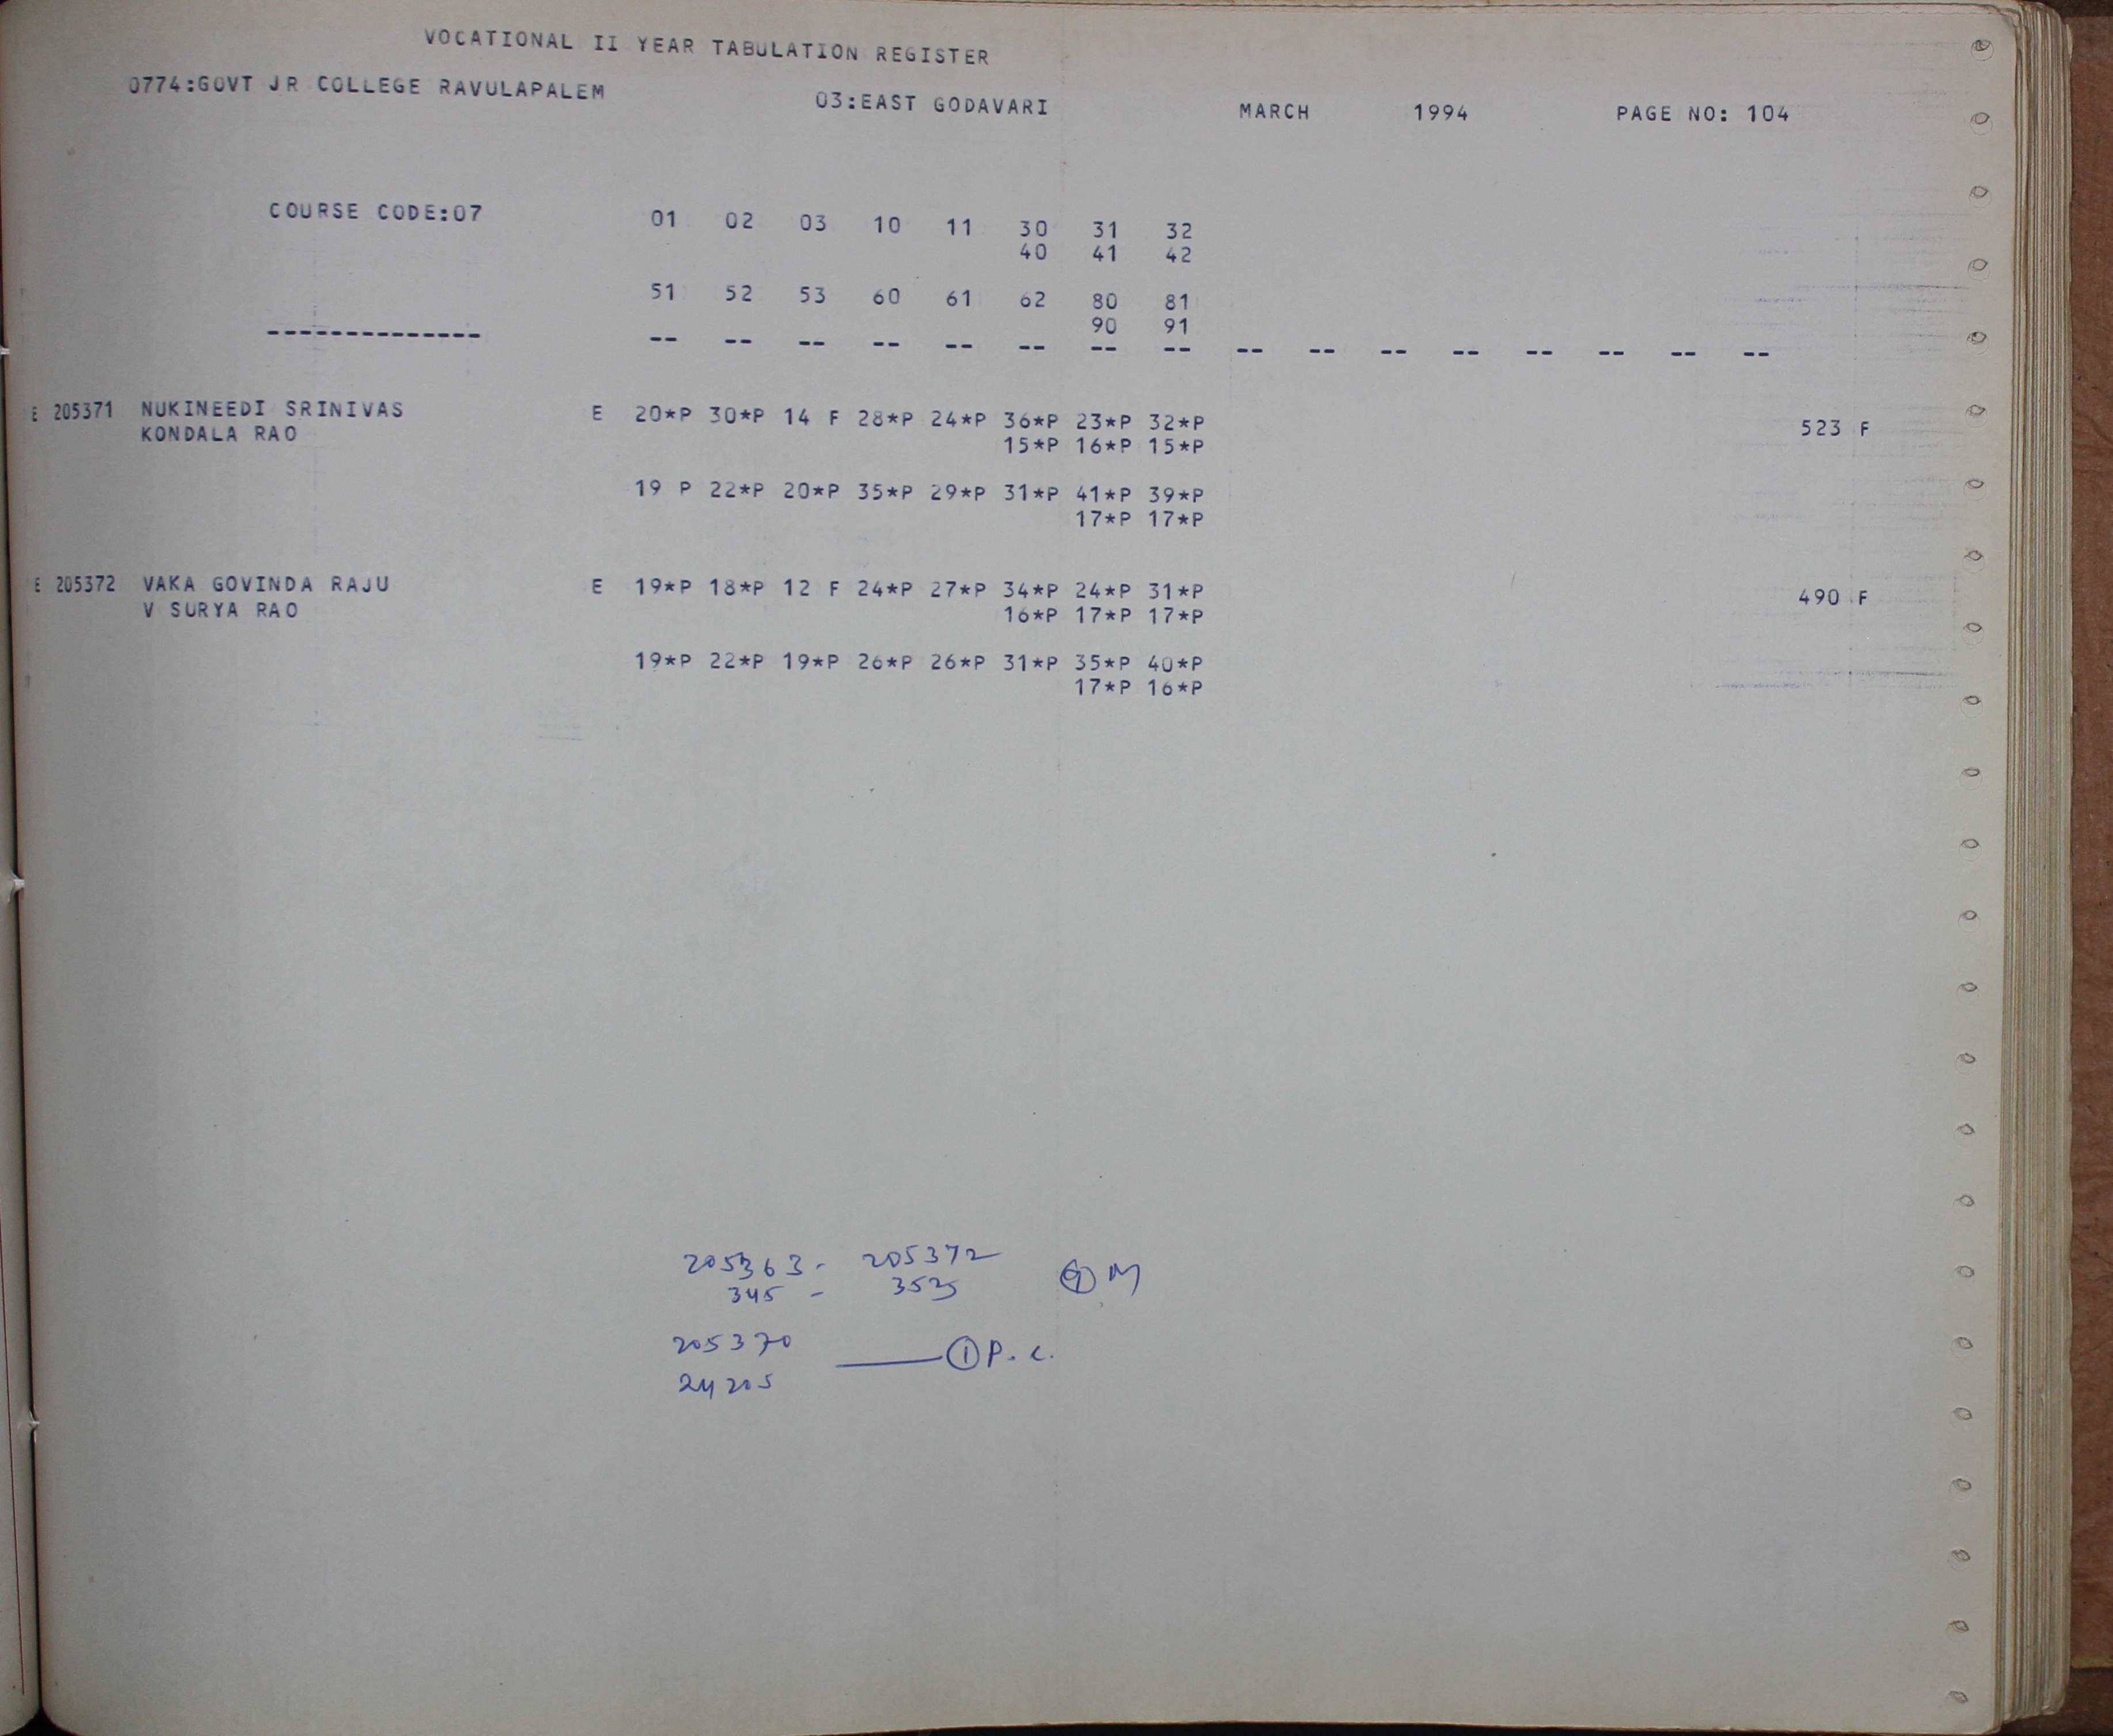 VOCATIONAL II YEAR TABULATION REGISTER
0774:GOVT JR COLLEGE RAVULAPALEM 03:EAST GODAVARI MARCH 1994 PAGE NO: 104
COURSE CODE:07 01 02 03 10 11 30 31 32
40 41 42
51 52 53 60 61 62 80 81
90 91
-------------- -- -- -- -- -- -- -- -- -- -- -- -- -- -- -- --
E 205371 NUKINEEDI SRINIVAS E 20*P 30*P 14 F 28*P 24*P 36*P 23*P 32*P 523 F
KONDALA RAO 15*P 16*P 15*P
19 P 22*P 20*P 35*P 29*P 31*P 41*P 39*P
17*P 17*P
E 205372 VAKA GOVINDA RAJU E 19*P 18*P 12 F 24*P 27*P 34*P 24*P 31*P 490 F
V SURYA RAO 16*P 17*P 17*P
19*P 22*P 19*P 26*P 26*P 31*P 35*P 40*P
17*P 16*P
205363 - 205372 M
345 -
205370 — 1 P.C.
24205